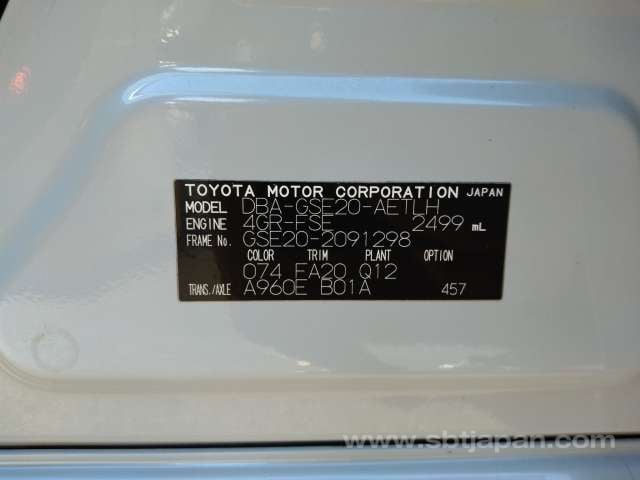 TOYOTA MOTOR CORPORATION JAPAN
MODEL DBA-GSE20-AETLH
ENGINE 4GR-FSE 2499 mL
FRAME No. GSE20-2091298
COLOR TRIM PLANT OPTION
074 FA20 Q12
TRANS./AXLE A960E B01A 457
www.sbtjapan.com